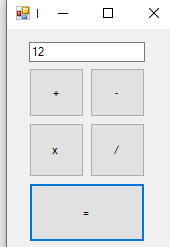 12
+ -
x /
=